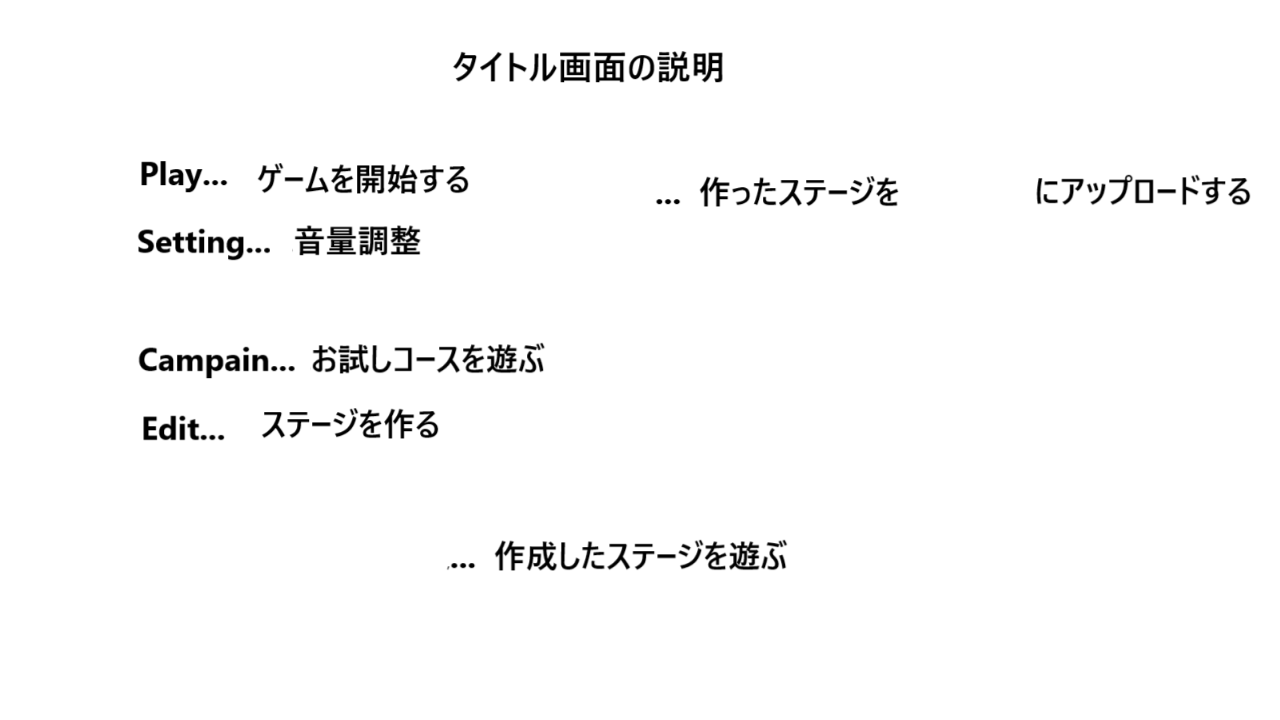 タイトル画面の説明
Play... ゲームを開始する
... 作ったステージを にアップロードする
Setting... 音量調整
Campain... お試しコースを遊ぶ
Edit... ステージを作る
... 作成したステージを遊ぶ